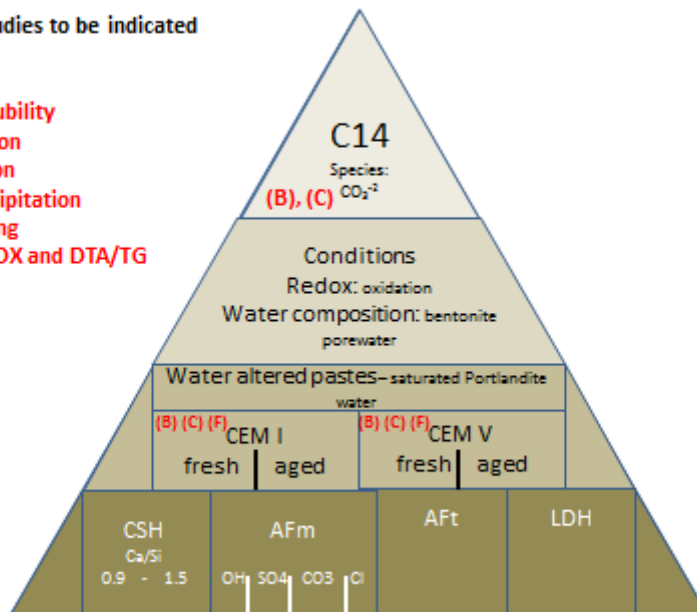 udies to be indicated
ubility
on
on
ipitation
ng
OX and DTA/TG
C14
Species:
(B), (C) CO₃⁻²
Conditions
Redox: oxidation
Water composition: bentonite
porewater
Water altered pastes– saturated Portlandite
water
(B) (C) (F) CEM I
fresh aged
(B) (C) (F) CEM V
fresh aged
CSH
Ca/Si
0.9 - 1.5
AFm
OH SO4 CO3 Cl
AFt
LDH